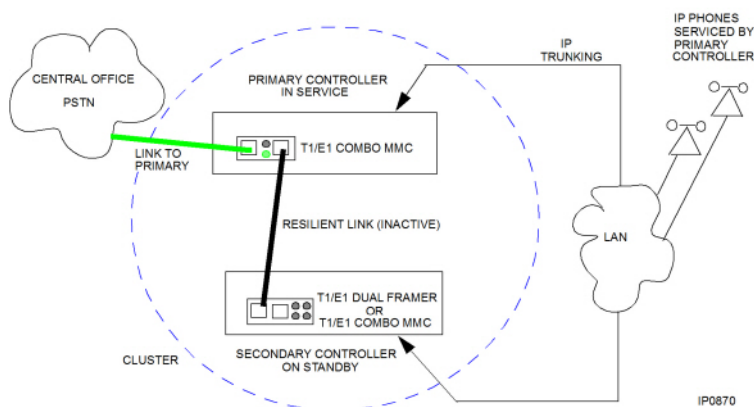 IP PHONES
SERVICED BY
PRIMARY
CONTROLLER
IP
TRUNKING
CENTRAL OFFICE
PSTN
PRIMARY CONTROLLER
IN SERVICE
T1/E1 COMBO MMC
LINK TO
PRIMARY
RESILIENT LINK (INACTIVE)
LAN
T1/E1 DUAL FRAMER
OR
T1/E1 COMBO MMC
CLUSTER
SECONDARY CONTROLLER
ON STANDBY
IP0870